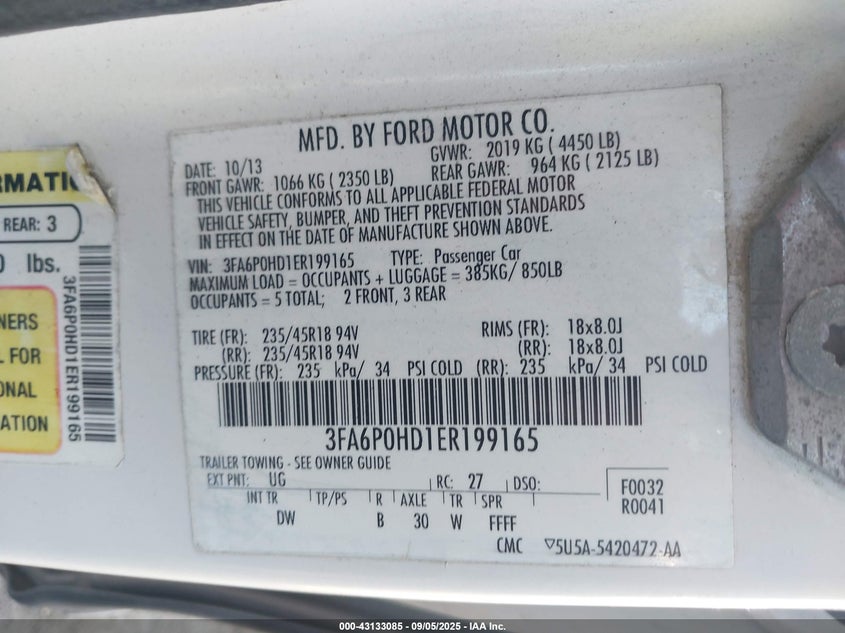 RMATIC
REAR: 3
0 lbs.
NERS
L FOR
ONAL
ATION
3FA6P0HD1ER199165
MFD. BY FORD MOTOR CO.
DATE: 10/13 GVWR: 2019 KG ( 4450 LB)
FRONT GAWR: 1066 KG ( 2350 LB) REAR GAWR: 964 KG ( 2125 LB)
THIS VEHICLE CONFORMS TO ALL APPLICABLE FEDERAL MOTOR
VEHICLE SAFETY, BUMPER, AND THEFT PREVENTION STANDARDS
IN EFFECT ON THE DATE OF MANUFACTURE SHOWN ABOVE.
VIN: 3FA6P0HD1ER199165 TYPE: Passenger Car
MAXIMUM LOAD = OCCUPANTS + LUGGAGE = 385KG/ 850LB
OCCUPANTS = 5 TOTAL; 2 FRONT, 3 REAR
TIRE (FR): 235/45R18 94V RIMS (FR): 18x8.0J
(RR): 235/45R18 94V (RR): 18x8.0J
PRESSURE (FR): 235 kPa/ 34 PSI COLD (RR): 235 kPa/ 34 PSI COLD
3FA6P0HD1ER199165
TRAILER TOWING - SEE OWNER GUIDE
EXT PNT: UG RC: 27 DSO:
INT TR TP/PS R AXLE TR SPR
DW B 30 W FFFF
F0032
R0041
CMC ▽5U5A-5420472-AA
000-43133085 - 09/05/2025 - IAA Inc.